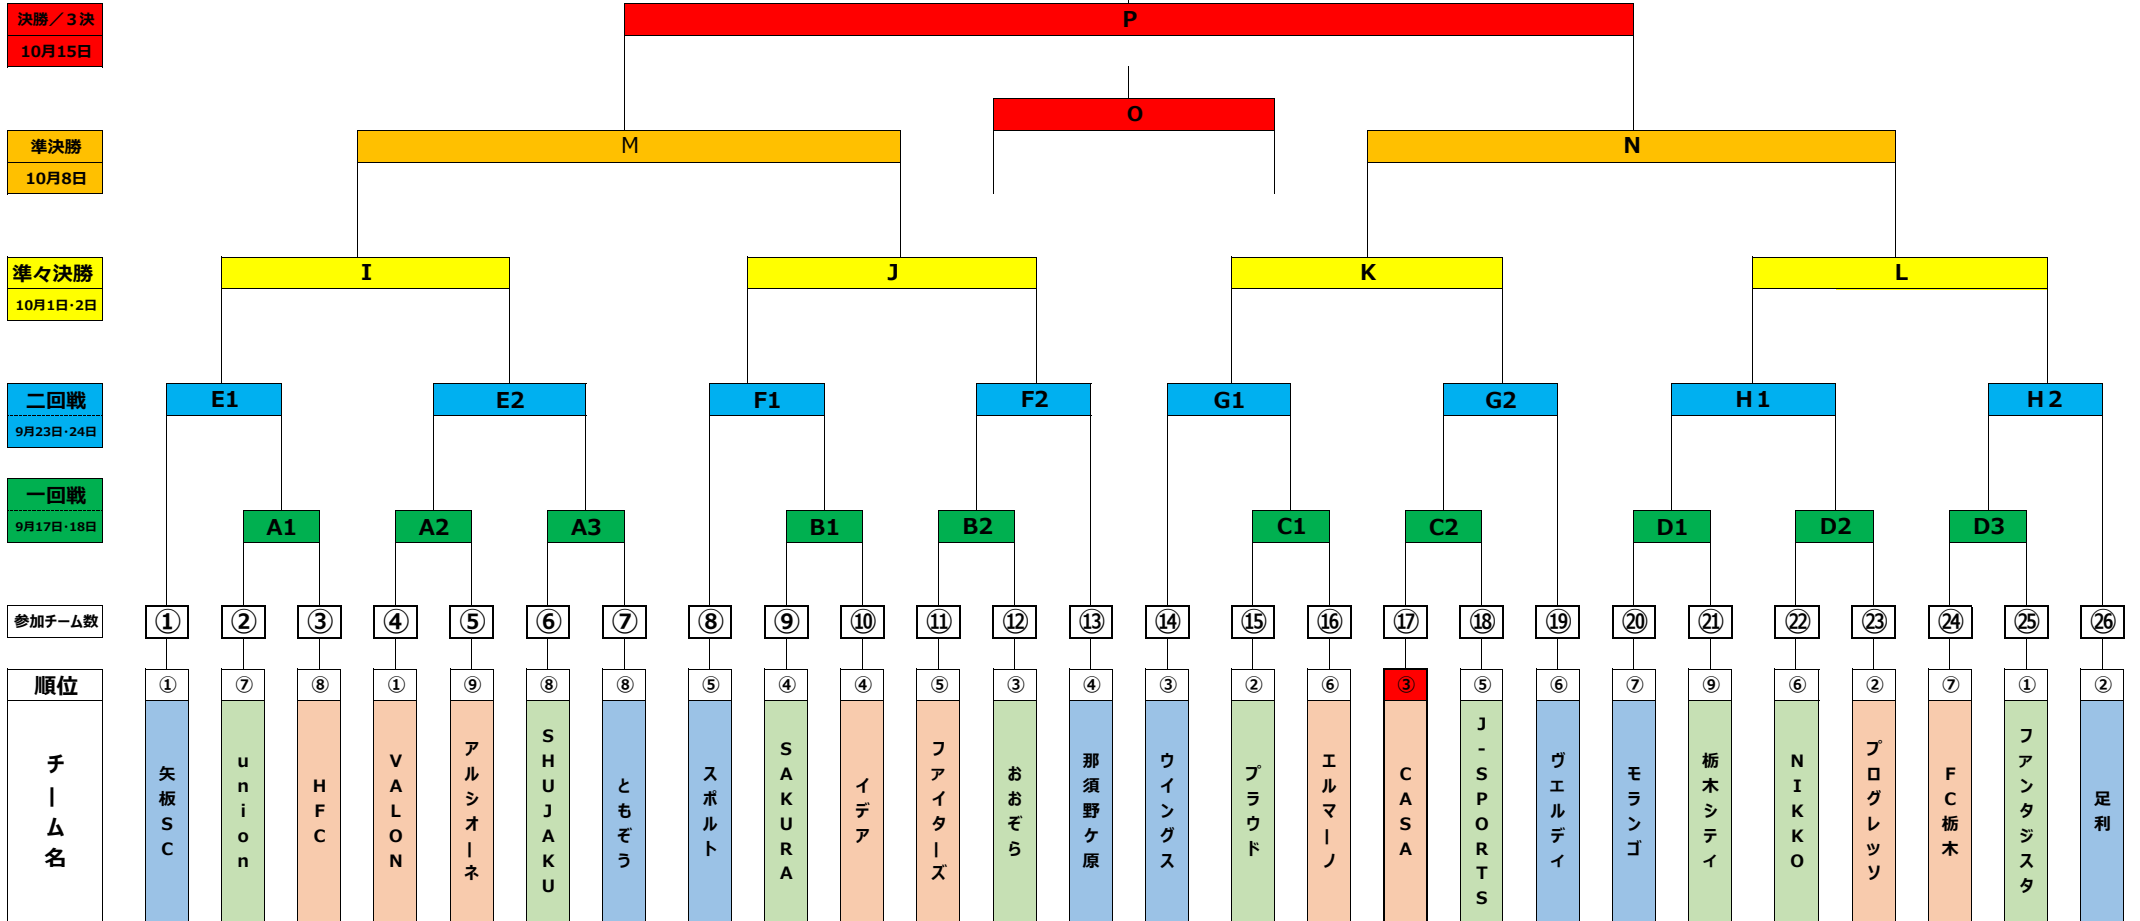 決勝／３決
10月15日
P
O
準決勝
10月8日
M
N
準々決勝
10月1日･2日
I
J
K
L
二回戦
9月23日･24日
E1
E2
F1
F2
G1
G2
H１
H２
一回戦
9月17日･18日
A1
A2
A3
B1
B2
C1
C2
D1
D2
D3
参加チーム数
①
②
③
④
⑤
⑥
⑦
⑧
⑨
⑩
⑪
⑫
⑬
⑭
⑮
⑯
⑰
⑱
⑲
⑳
㉑
㉒
㉓
㉔
㉕
㉖
順位
①
⑦
⑧
①
⑨
⑧
⑧
⑤
④
④
⑤
③
④
③
②
⑥
③
⑤
⑥
⑦
⑨
⑥
②
⑦
①
②
チーム名
矢板SC
union
HFC
VALON
アルシオーネ
SHUJAKU
ともぞう
スポルト
SAKURA
イデア
ファイターズ
おおぞら
那須野ケ原
ウイングス
プラウド
エルマーノ
CASA
J-SPORTS
ヴェルディ
モランゴ
栃木シティ
NIKKO
プログレッソ
FC栃木
ファンタジスタ
足利